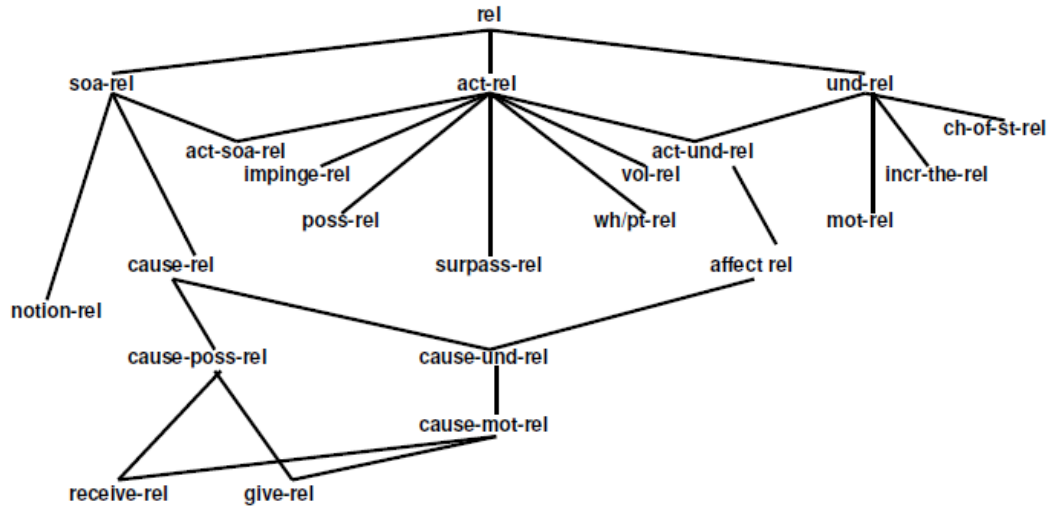 rel
soa-rel act-rel und-rel
ch-of-st-rel
act-soa-rel act-und-rel
impinge-rel vol-rel incr-the-rel
poss-rel wh/pt-rel mot-rel
cause-rel surpass-rel affect rel
notion-rel
cause-poss-rel cause-und-rel
cause-mot-rel
receive-rel give-rel